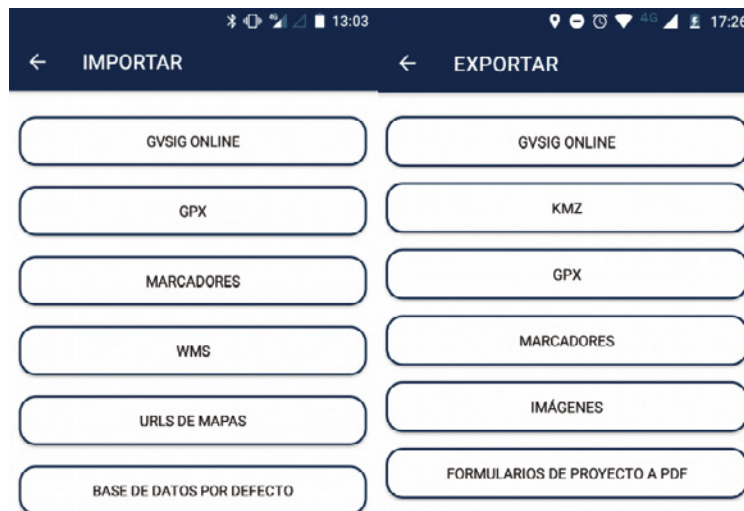 13:03
IMPORTAR
GVSIG ONLINE
GPX
MARCADORES
WMS
URLS DE MAPAS
BASE DE DATOS POR DEFECTO
4G 17:26
EXPORTAR
GVSIG ONLINE
KMZ
GPX
MARCADORES
IMÁGENES
FORMULARIOS DE PROYECTO A PDF